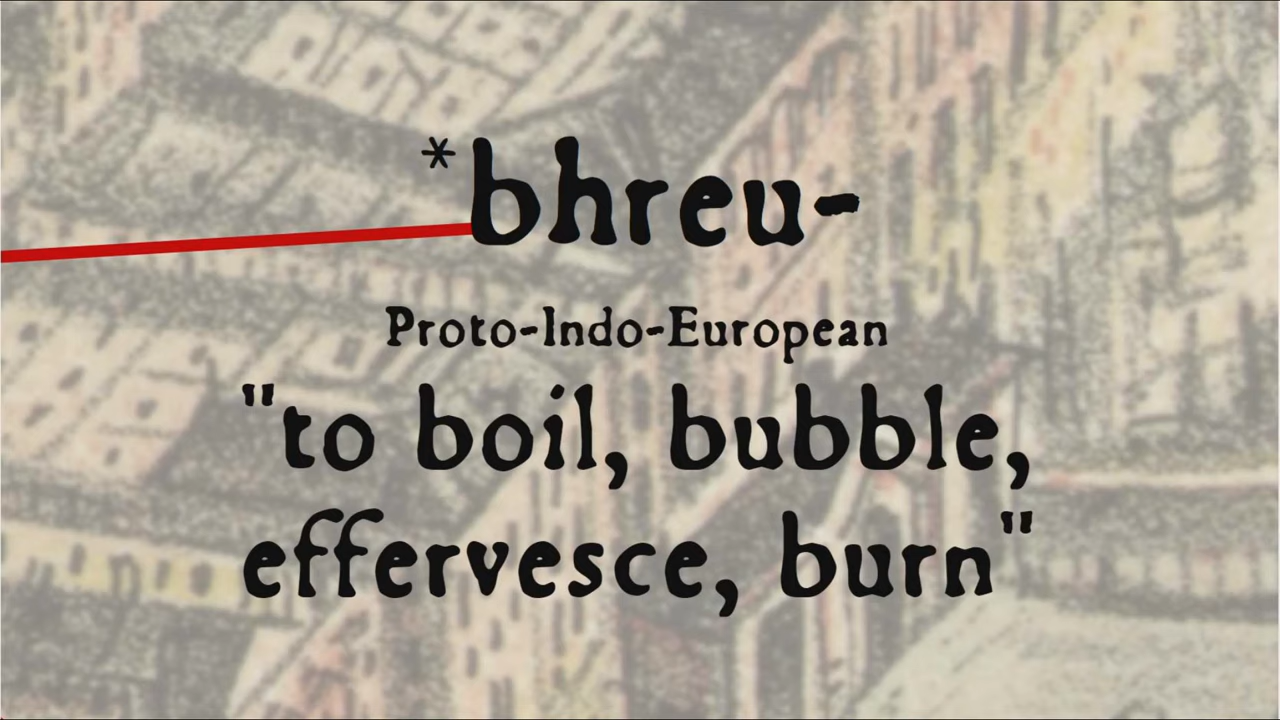 *bhreu-
Proto-Indo-European
"to boil, bubble,
effervesce, burn"